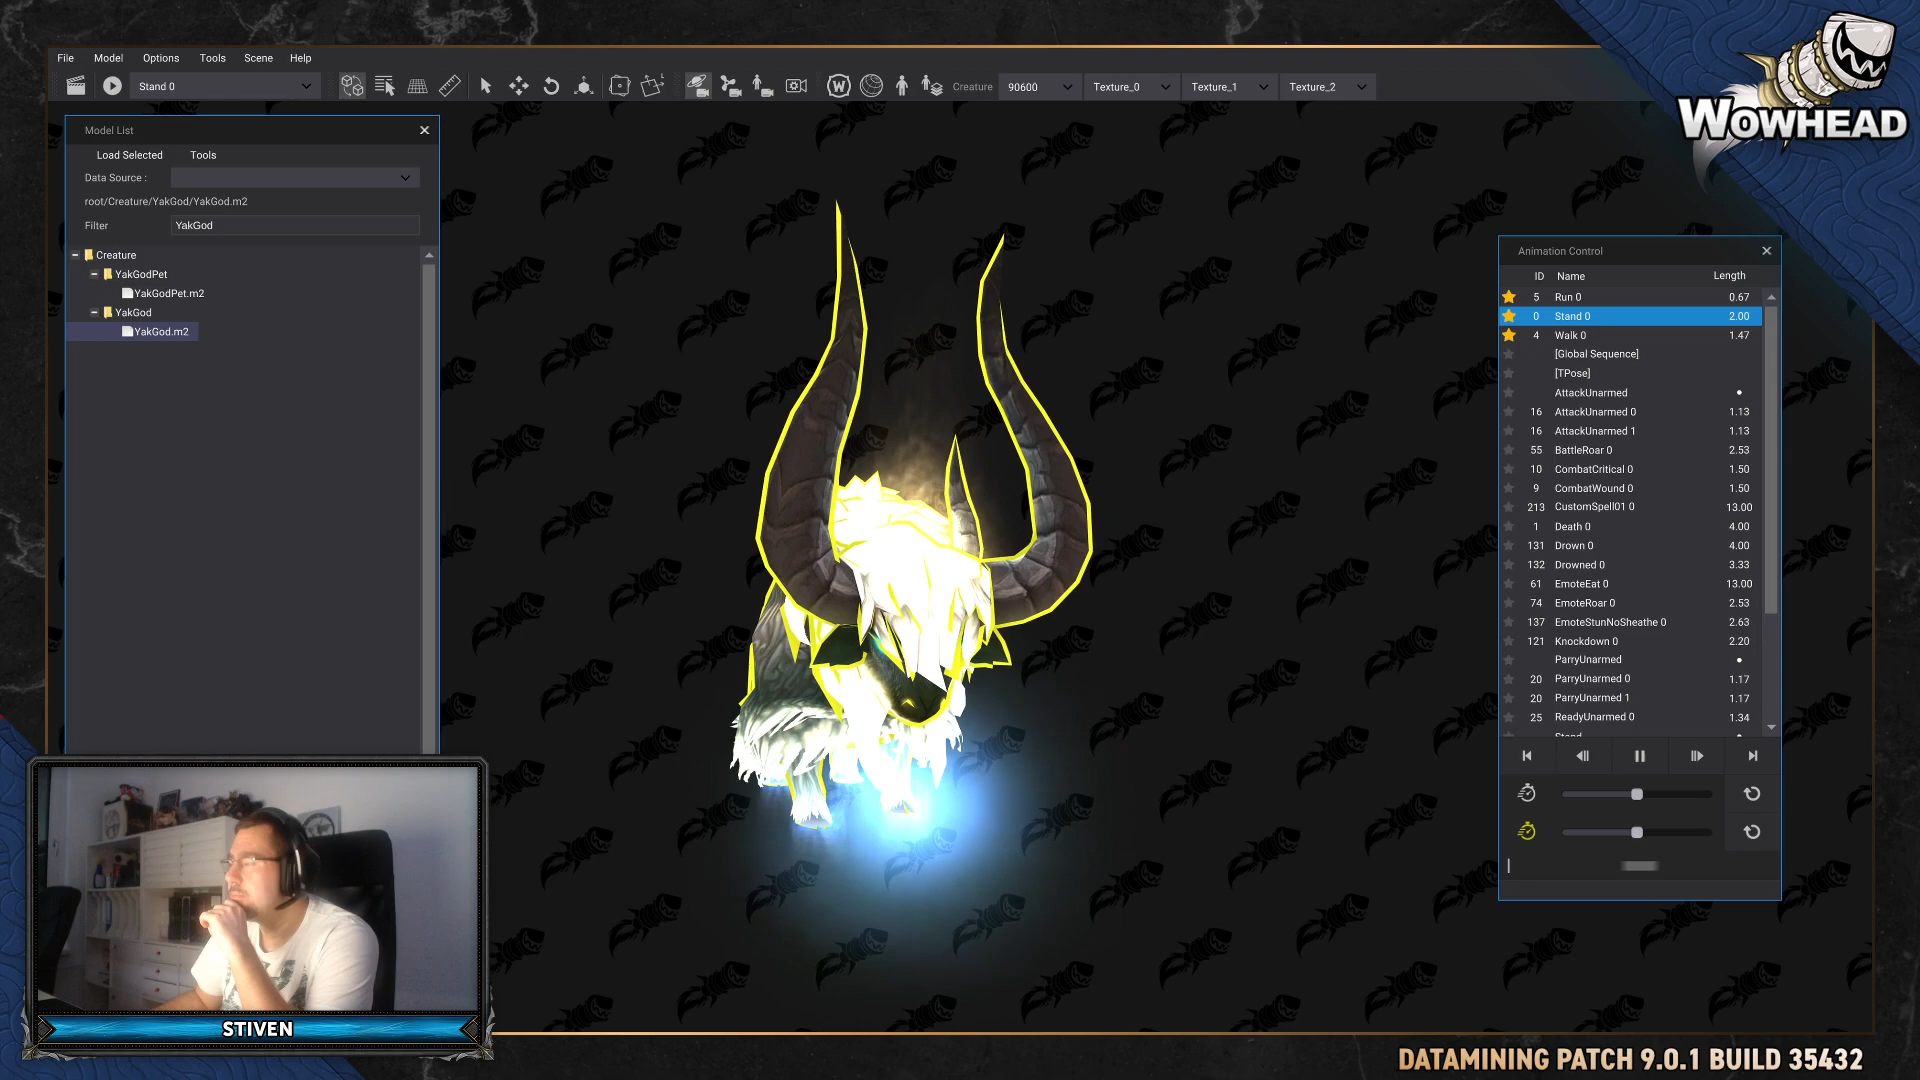 File Model Options Tools Scene Help
Stand 0
Creature 90600 Texture_0 Texture_1 Texture_2
WOWHEAD
Model List
Load Selected Tools
Data Source :
root/Creature/YakGod/YakGod.m2
Filter YakGod
Creature
YakGodPet
YakGodPet.m2
YakGod
YakGod.m2
Animation Control
ID Name Length
5 Run 0 0.67
0 Stand 0 2.00
4 Walk 0 1.47
[Global Sequence]
[TPose]
AttackUnarmed •
16 AttackUnarmed 0 1.13
16 AttackUnarmed 1 1.13
55 BattleRoar 0 2.53
10 CombatCritical 0 1.50
9 CombatWound 0 1.50
213 CustomSpell01 0 13.00
1 Death 0 4.00
131 Drown 0 4.00
132 Drowned 0 3.33
61 EmoteEat 0 13.00
74 EmoteRoar 0 2.53
137 EmoteStunNoSheathe 0 2.63
121 Knockdown 0 2.20
ParryUnarmed •
20 ParryUnarmed 0 1.17
20 ParryUnarmed 1 1.17
25 ReadyUnarmed 0 1.34
STIVEN
DATAMINING PATCH 9.0.1 BUILD 35432